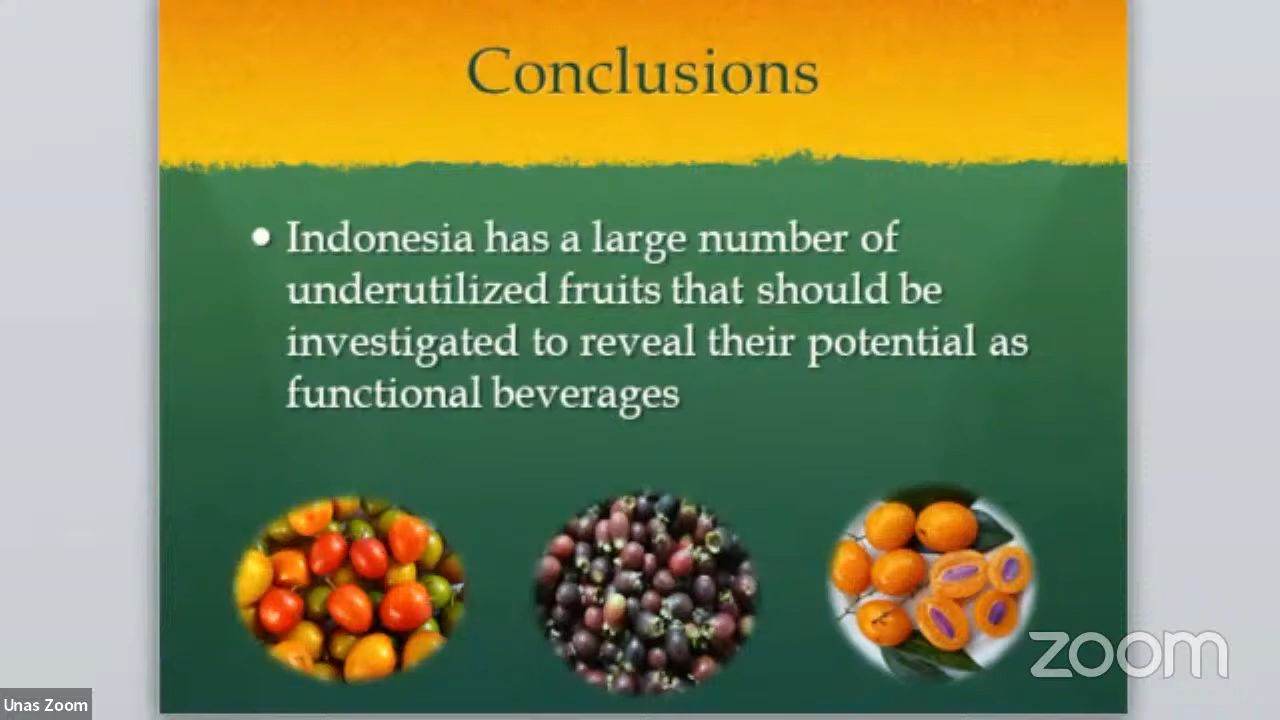 Conclusions
• Indonesia has a large number of
underutilized fruits that should be
investigated to reveal their potential as
functional beverages
zoom
Unas Zoom